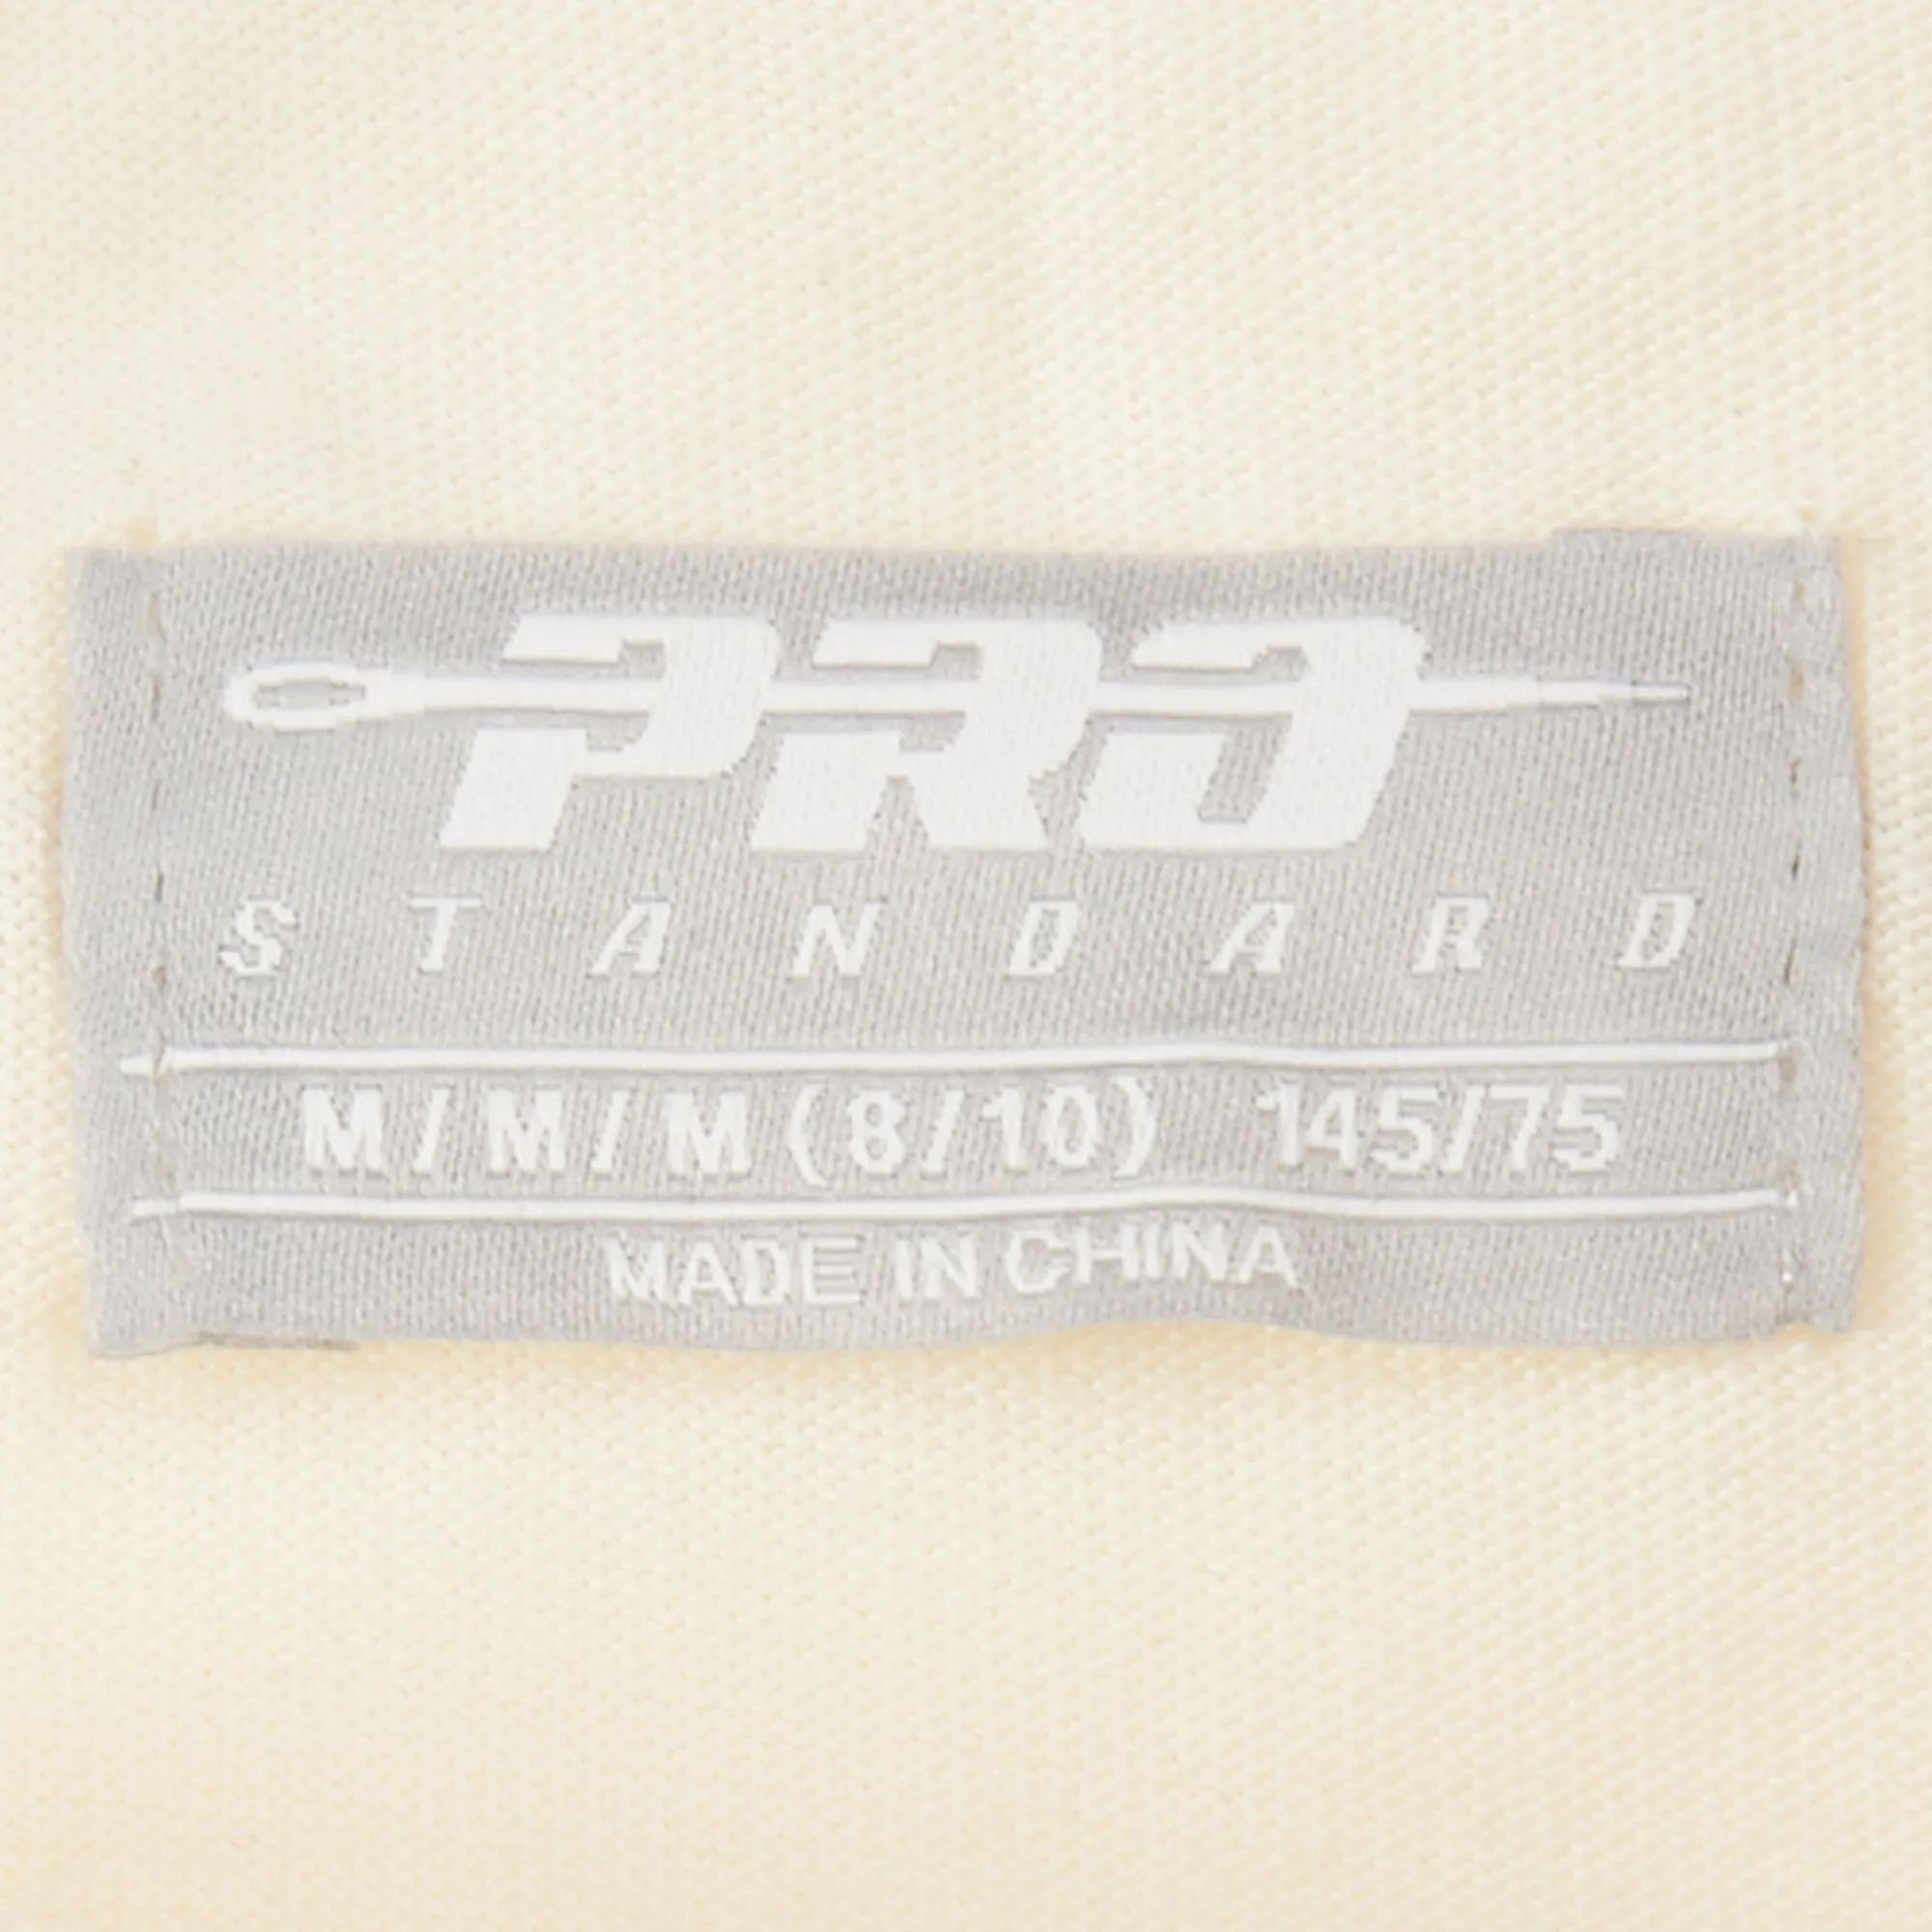 PRO
STANDARD
M/M/M(8/10) 145/75
MADE IN CHINA